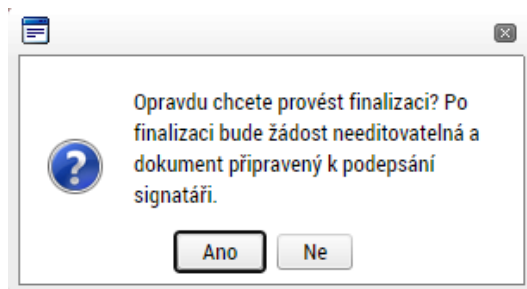 Opravdu chcete provést finalizaci? Po
finalizaci bude žádost needitovatelná a
dokument připravený k podepsání
signatáři.
Ano Ne